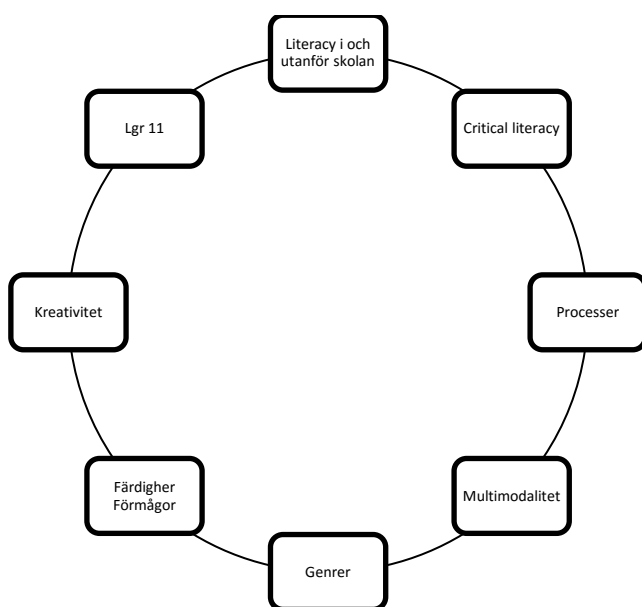 Literacy i och
utanför skolan
Critical literacy
Processer
Multimodalitet
Genrer
Färdigher
Förmågor
Kreativitet
Lgr 11